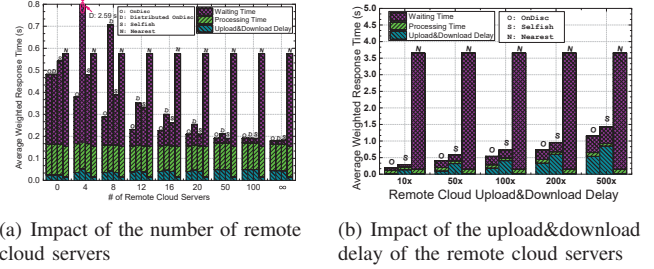 0.8
0.7
0.6
0.5
0.4
0.3
0.2
0.1
0.0
Average Weighted Response Time (s)
D: 2.59 s
O: OnDisc
D: Distributed OnDisc
S: Selfish
N: Nearest
Waiting Time
Processing Time
Upload&Download Delay
O D S N
0 4 8 12 16 20 50 100 ∞
# of Remote Cloud Servers
5.0
4.5
4.0
3.5
3.0
2.5
2.0
1.5
1.0
0.5
0.0
Average Weighted Response Time (s)
Waiting Time
Processing Time
Upload&Download Delay
O: OnDisc
S: Selfish
N: Nearest
O S N
O S N
O S N
O S N
O S N
10x 50x 100x 200x 500x
Remote Cloud Upload&Download Delay
(a) Impact of the number of remote
cloud servers
(b) Impact of the upload&download
delay of the remote cloud servers